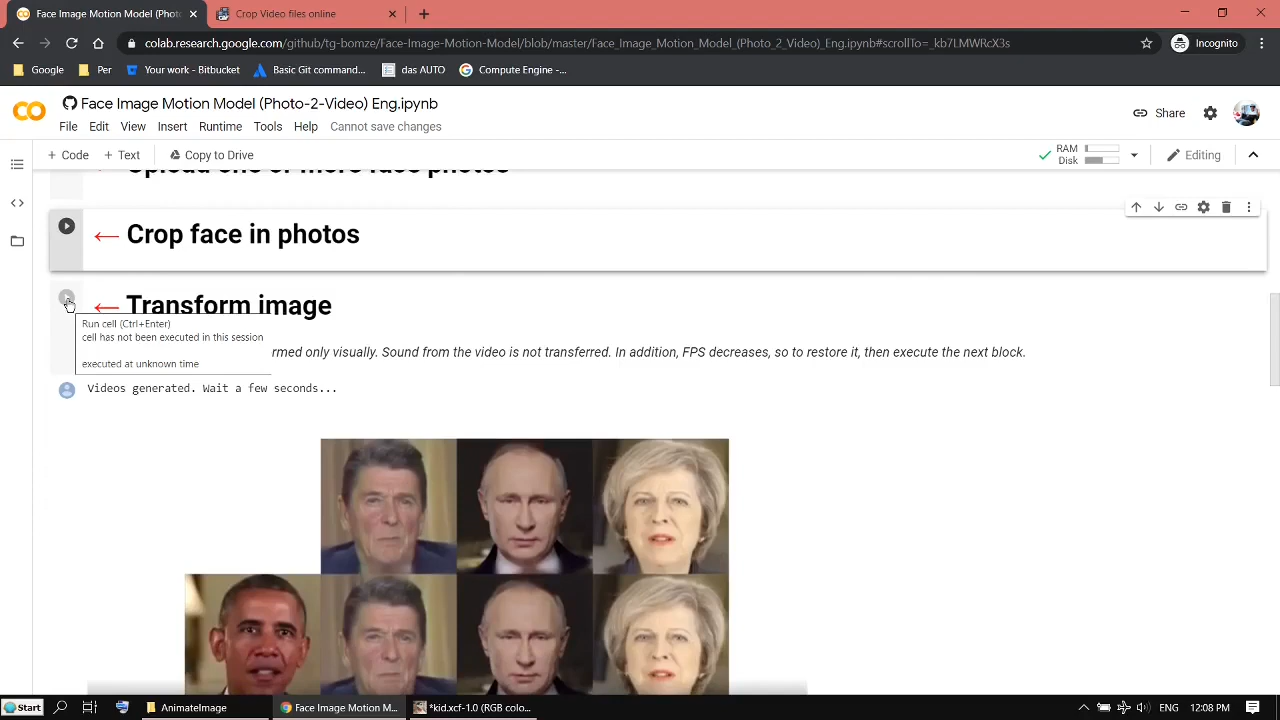 Face Image Motion Model (Photo
Crop Video files online
colab.research.google.com/github/tg-bomze/Face-Image-Motion-Model/blob/master/Face_Image_Motion_Model_(Photo_2_Video)_Eng.ipynb#scrollTo=_kb7LMWRcX3s
Incognito
Google
Per
Your work - Bitbucket
Basic Git command...
das AUTO
Compute Engine -...
Face Image Motion Model (Photo-2-Video) Eng.ipynb
Share
File Edit View Insert Runtime Tools Help Cannot save changes
+ Code + Text Copy to Drive
RAM
Disk
Editing
Upload one or more face photos
← Crop face in photos
← Transform image
Run cell (Ctrl+Enter)
cell has not been executed in this session
executed at unknown time
rmed only visually. Sound from the video is not transferred. In addition, FPS decreases, so to restore it, then execute the next block.
Videos generated. Wait a few seconds...
Start
AnimateImage
Face Image Motion M...
*kid.xcf-1.0 (RGB colo...
ENG
12:08 PM